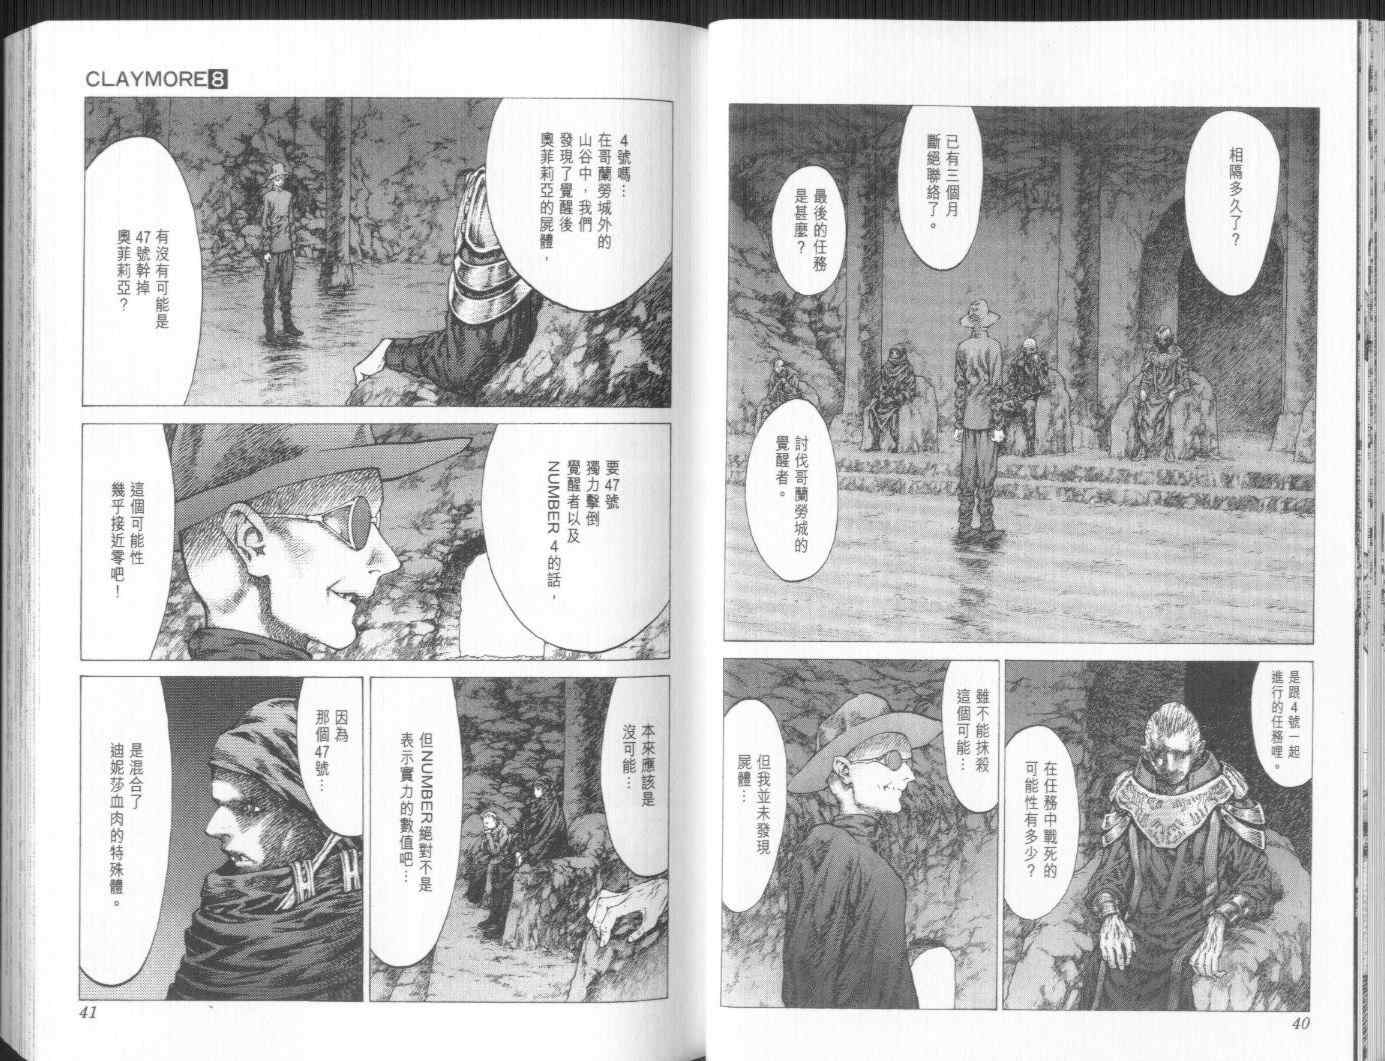 相隔多久了？
已有三個月
斷絕聯絡了。
最後的任務
是甚麼？
討伐哥蘭勞城的
覺醒者。
是跟4號一起
進行的任務哩。
在任務中戰死的
可能性有多少？
雖不能抹殺
這個可能…
但我並未發現
屍體…
40
CLAYMORE 8
4號嗎…
在哥蘭勞城外的
山谷中，我們
發現了覺醒後
奧菲莉亞的屍體，
有沒有可能是
47號幹掉
奧菲莉亞？
要47號
獨力擊倒
覺醒者以及
NUMBER 4的話，
這個可能性
幾乎接近零吧！
本來應該是
沒可能…
但NUMBER絕對不是
表示實力的數值吧…
因為
那個47號…
是混合了
迪妮莎血肉的特殊體。
41